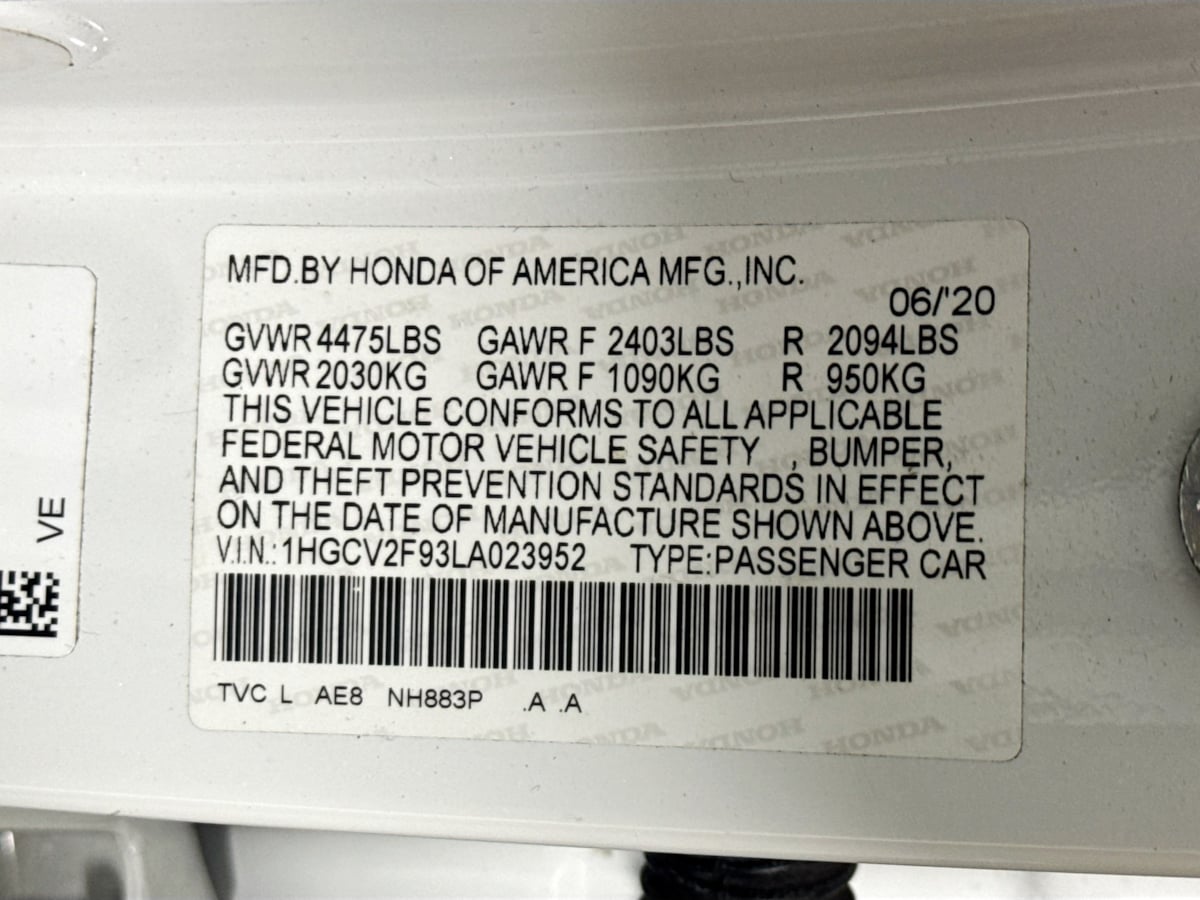 MFD.BY HONDA OF AMERICA MFG.,INC.
06/'20
GVWR 4475LBS GAWR F 2403LBS R 2094LBS
GVWR 2030KG GAWR F 1090KG R 950KG
THIS VEHICLE CONFORMS TO ALL APPLICABLE
FEDERAL MOTOR VEHICLE SAFETY , BUMPER,
AND THEFT PREVENTION STANDARDS IN EFFECT
ON THE DATE OF MANUFACTURE SHOWN ABOVE.
V.I.N.:1HGCV2F93LA023952 TYPE:PASSENGER CAR
TVC L AE8 NH883P .A .A
VE